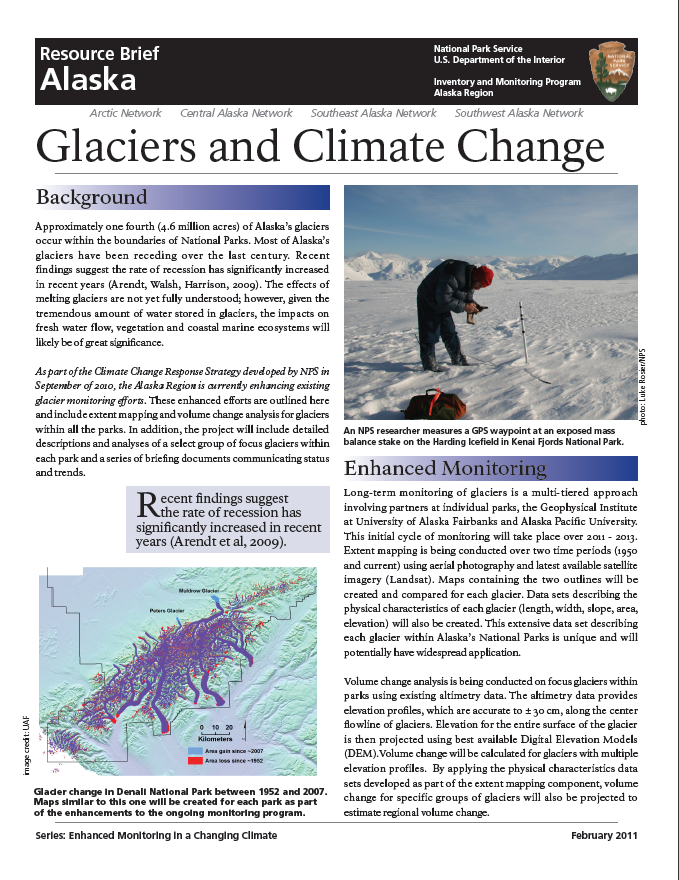 Resource Brief
Alaska
National Park Service
U.S. Department of the Interior
Inventory and Monitoring Program
Alaska Region
NATIONAL
PARK
SERVICE
Arctic Network Central Alaska Network Southeast Alaska Network Southwest Alaska Network
Glaciers and Climate Change
Background
Approximately one fourth (4.6 million acres) of Alaska's glaciers
occur within the boundaries of National Parks. Most of Alaska's
glaciers have been receding over the last century. Recent
findings suggest the rate of recession has significantly increased
in recent years (Arendt, Walsh, Harrison, 2009). The effects of
melting glaciers are not yet fully understood; however, given the
tremendous amount of water stored in glaciers, the impacts on
fresh water flow, vegetation and coastal marine ecosystems will
likely be of great significance.
As part of the Climate Change Response Strategy developed by NPS in
September of 2010, the Alaska Region is currently enhancing existing
glacier monitoring efforts. These enhanced efforts are outlined here
and include extent mapping and volume change analysis for glaciers
within all the parks. In addition, the project will include detailed
descriptions and analyses of a select group of focus glaciers within
each park and a series of briefing documents communicating status
and trends.
Recent findings suggest
the rate of recession has
significantly increased in recent
years (Arendt et al, 2009).
Muldrow Glacier
Peters Glacier
0 10 20
Kilometers
Area gain since ~2007
Area loss since ~1952
image credit: UAF
Glacier change in Denali National Park between 1952 and 2007.
Maps similar to this one will be created for each park as part
of the enhancements to the ongoing monitoring program.
photo: Luke Rosier/NPS
An NPS researcher measures a GPS waypoint at an exposed mass
balance stake on the Harding Icefield in Kenai Fjords National Park.
Enhanced Monitoring
Long-term monitoring of glaciers is a multi-tiered approach
involving partners at individual parks, the Geophysical Institute
at University of Alaska Fairbanks and Alaska Pacific University.
This initial cycle of monitoring will take place over 2011 - 2013.
Extent mapping is being conducted over two time periods (1950
and current) using aerial photography and latest available satellite
imagery (Landsat). Maps containing the two outlines will be
created and compared for each glacier. Data sets describing the
physical characteristics of each glacier (length, width, slope, area,
elevation) will also be created. This extensive data set describing
each glacier within Alaska's National Parks is unique and will
potentially have widespread application.
Volume change analysis is being conducted on focus glaciers within
parks using existing altimetry data. The altimetry data provides
elevation profiles, which are accurate to ± 30 cm, along the center
flowline of glaciers. Elevation for the entire surface of the glacier
is then projected using best available Digital Elevation Models
(DEM).Volume change will be calculated for glaciers with multiple
elevation profiles. By applying the physical characteristics data
sets developed as part of the extent mapping component, volume
change for specific groups of glaciers will also be projected to
estimate regional volume change.
Series: Enhanced Monitoring in a Changing Climate
February 2011